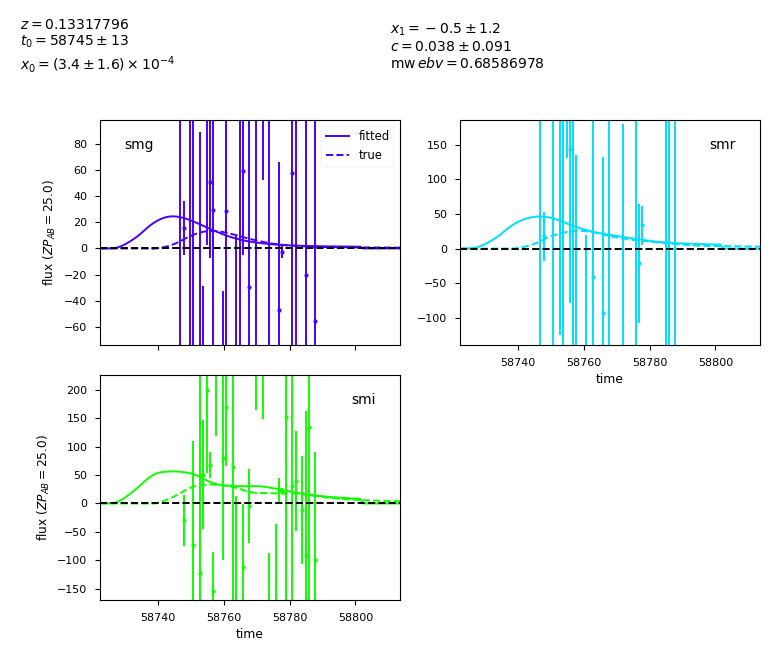 z = 0.13317796
t₀ = 58745 ± 13
x₀ = (3.4 ± 1.6) × 10⁻⁴
x₁ = −0.5 ± 1.2
c = 0.038 ± 0.091
mw ebv = 0.68586978
smg
fitted
true
80
60
40
20
0
−20
−40
−60
flux (ZP_AB = 25.0)
smr
150
100
50
0
−50
−100
58740 58760 58780 58800
time
smi
200
150
100
50
0
−50
−100
−150
flux (ZP_AB = 25.0)
58740 58760 58780 58800
time